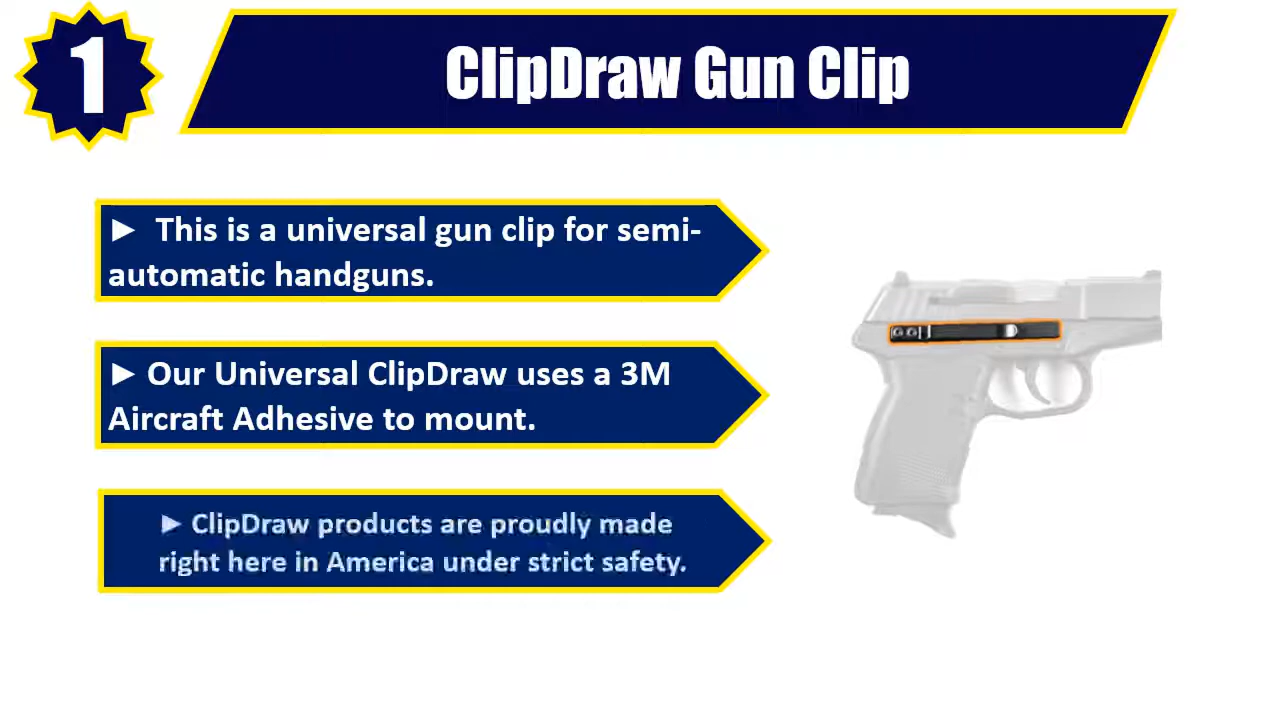 1
ClipDraw Gun Clip
► This is a universal gun clip for semi-
automatic handguns.
► Our Universal ClipDraw uses a 3M
Aircraft Adhesive to mount.
► ClipDraw products are proudly made
right here in America under strict safety.